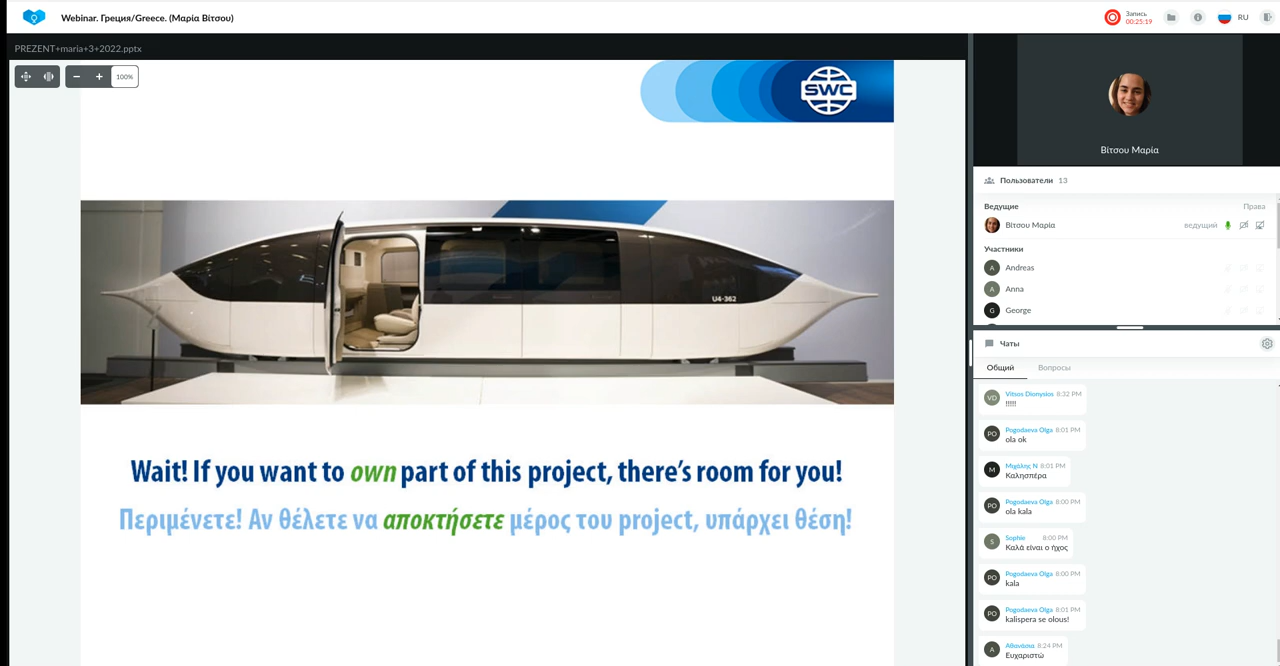 Webinar. Греция/Greece. (Μαρία Βίτσου)
Запись
00:25:19
RU
PREZENT+maria+3+2022.pptx
100%
SWC
U4-362
Wait! If you want to own part of this project, there's room for you!
Περιμένετε! Αν θέλετε να αποκτήσετε μέρος του project, υπάρχει θέση!
Βίτσου Μαρία
Пользователи 13
Ведущие Права
Βίτσου Μαρία ведущий
Участники
A Andreas
A Anna
G George
Чаты
Общий Вопросы
VD Vitsos Dionysios 8:32 PM
!!!!!
PO Pogodaeva Olga 8:01 PM
ola ok
M Μιχάλης Ν 8:01 PM
Καλησπέρα
PO Pogodaeva Olga 8:00 PM
ola kala
S Sophie 8:00 PM
Καλά είναι ο ήχος
PO Pogodaeva Olga 8:00 PM
kala
PO Pogodaeva Olga 8:01 PM
kalispera se olous!
A Αθανάσιος 8:24 PM
Ευχαριστώ